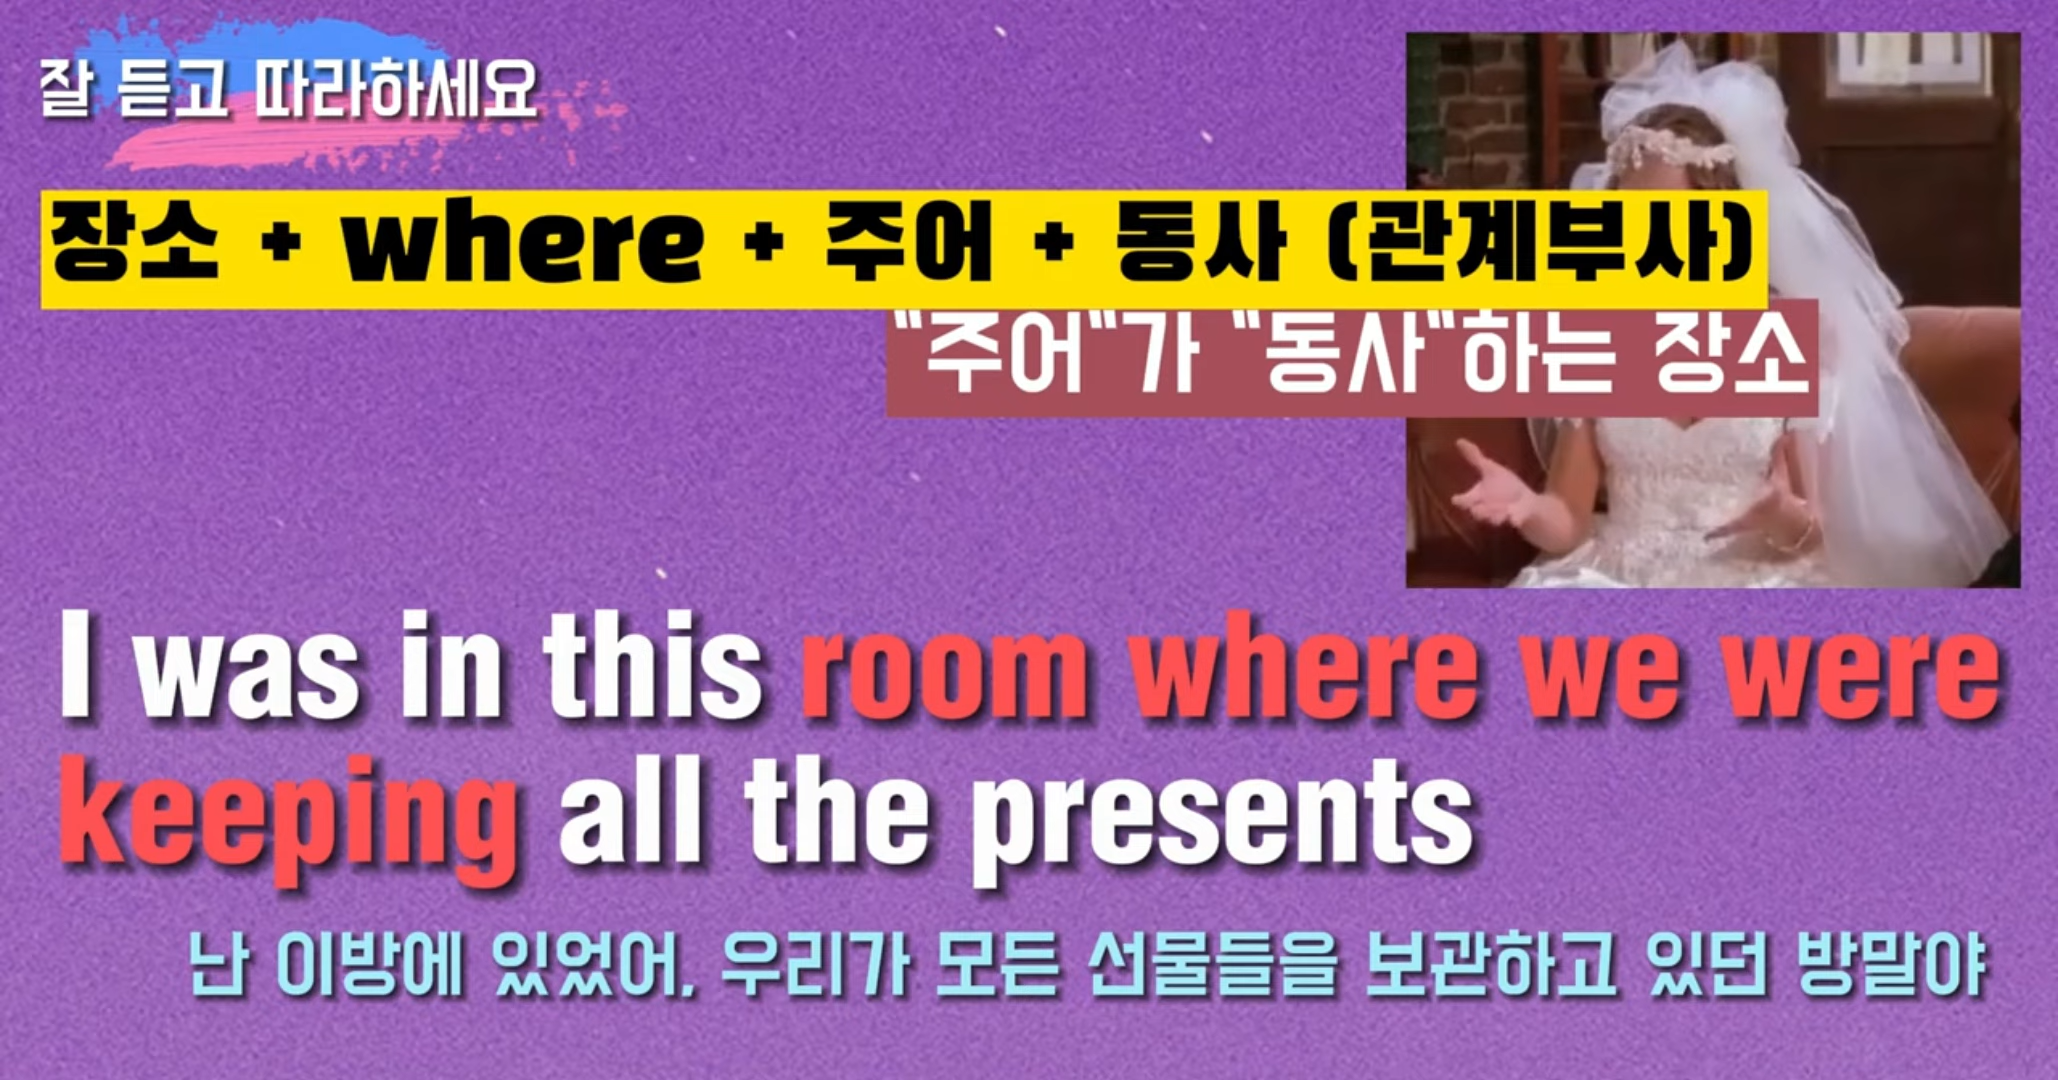 잘 듣고 따라하세요
장소 + where + 주어 + 동사 (관계부사)
"주어"가 "동사"하는 장소
I was in this room where we were
keeping all the presents
난 이방에 있었어, 우리가 모든 선물들을 보관하고 있던 방말야